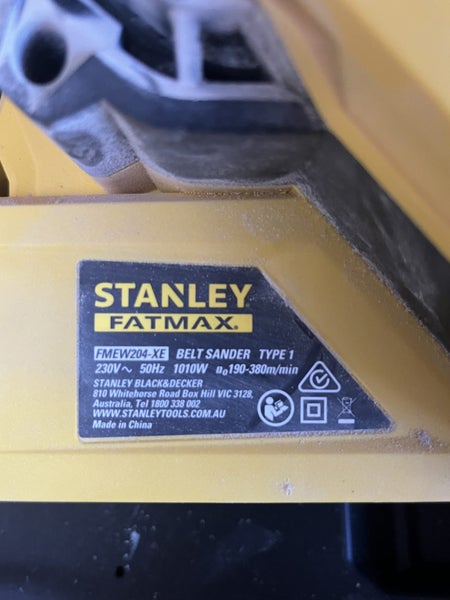 STANLEY
FATMAX®
FMEW204-XE BELT SANDER TYPE 1
230V~ 50Hz 1010W n₀190-380m/min
STANLEY BLACK&DECKER
810 Whitehorse Road Box Hill VIC 3128,
Australia, Tel 1800 338 002
WWW.STANLEYTOOLS.COM.AU
Made in China